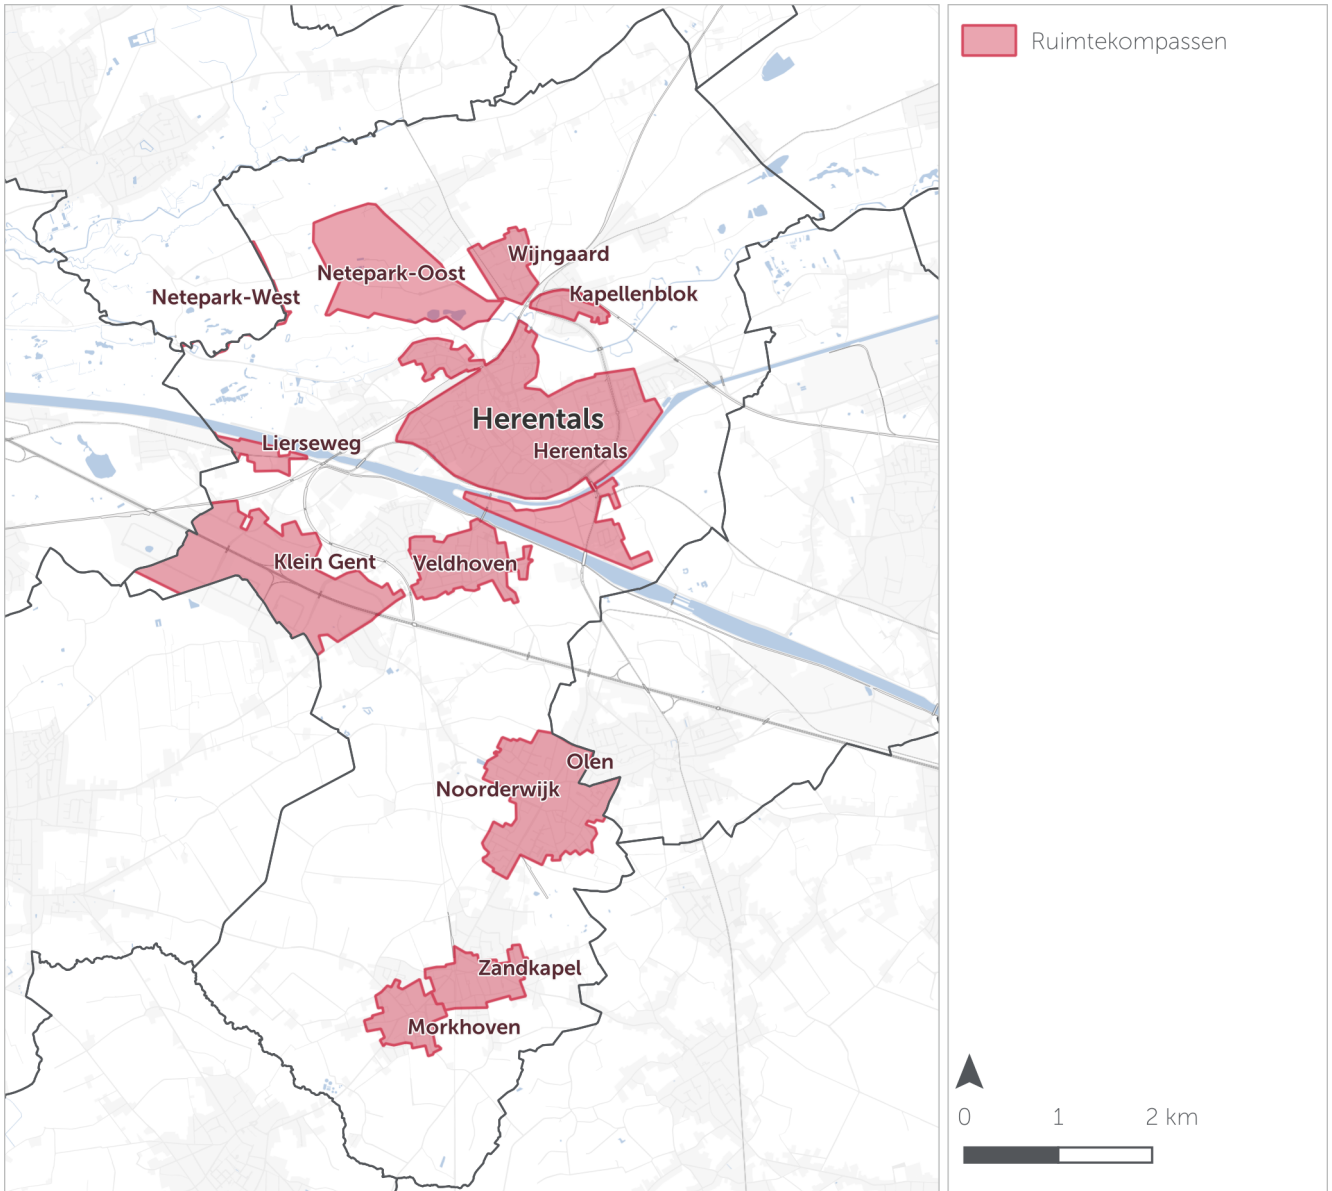 Ruimtekompassen
Wijngaard
Netepark-Oost
Netepark-West
Kapellenblok
Herentals
Lierseweg
Herentals
Klein Gent
Veldhoven
Olen
Noorderwijk
Zandkapel
Morkhoven
0 1 2 km